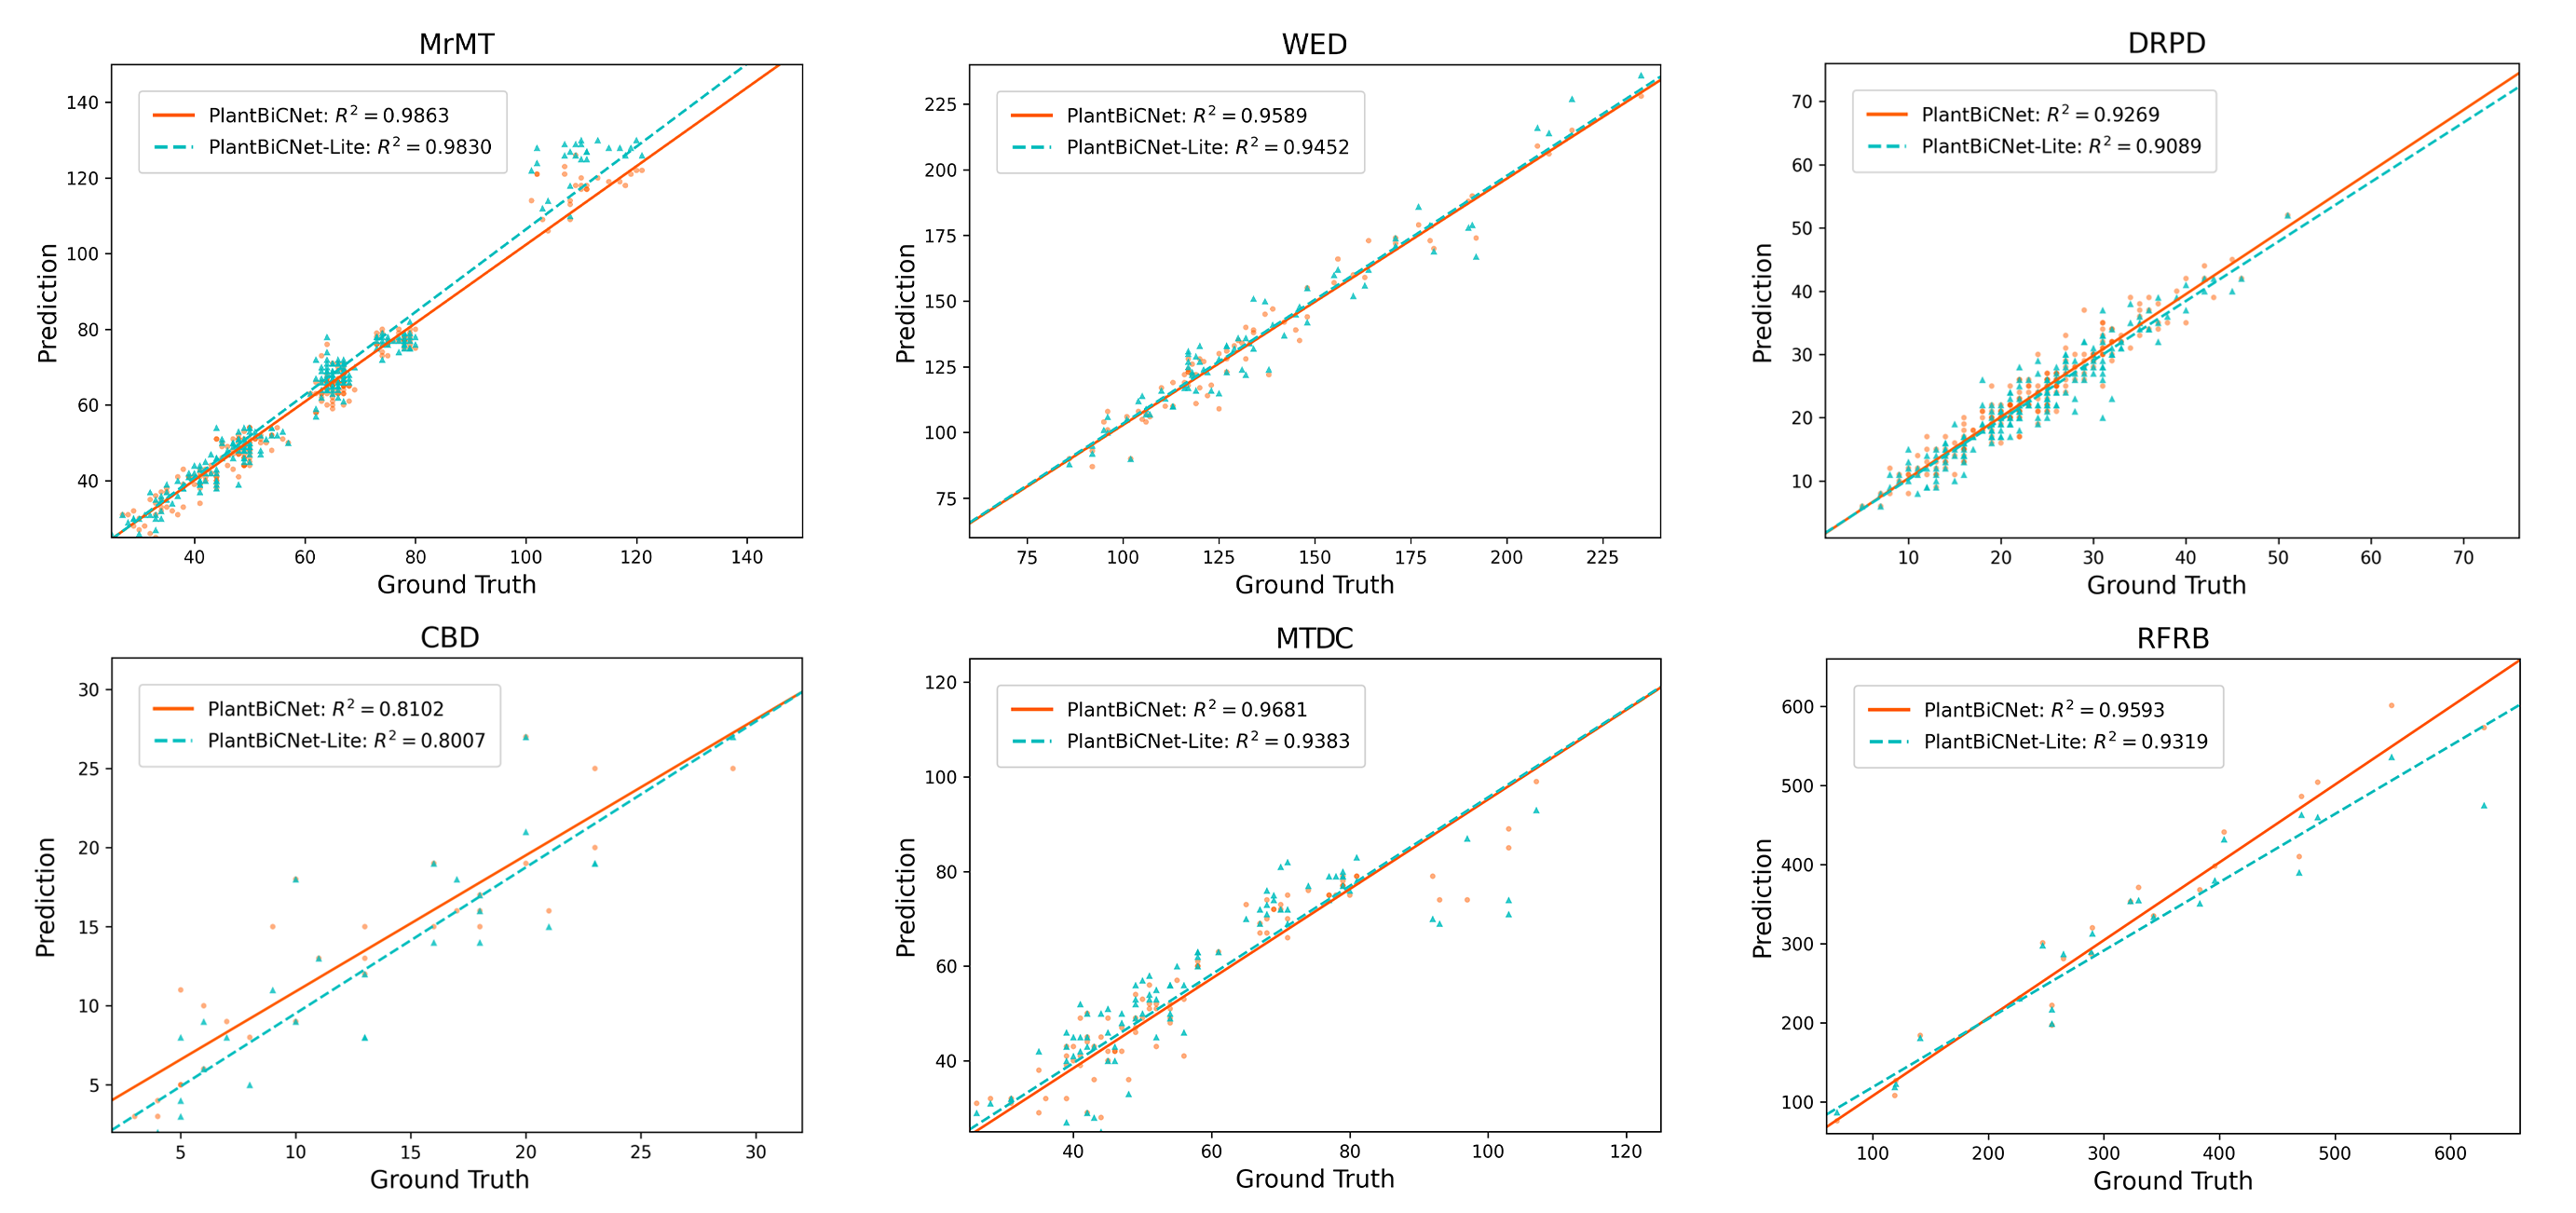 MrMT
PlantBiCNet: R² = 0.9863
PlantBiCNet-Lite: R² = 0.9830
140
120
100
80
60
40
Prediction
40 60 80 100 120 140
Ground Truth
WED
PlantBiCNet: R² = 0.9589
PlantBiCNet-Lite: R² = 0.9452
225
200
175
150
125
100
75
Prediction
75 100 125 150 175 200 225
Ground Truth
DRPD
PlantBiCNet: R² = 0.9269
PlantBiCNet-Lite: R² = 0.9089
70
60
50
40
30
20
10
Prediction
10 20 30 40 50 60 70
Ground Truth
CBD
PlantBiCNet: R² = 0.8102
PlantBiCNet-Lite: R² = 0.8007
30
25
20
15
10
5
Prediction
5 10 15 20 25 30
Ground Truth
MTDC
PlantBiCNet: R² = 0.9681
PlantBiCNet-Lite: R² = 0.9383
120
100
80
60
40
Prediction
40 60 80 100 120
Ground Truth
RFRB
PlantBiCNet: R² = 0.9593
PlantBiCNet-Lite: R² = 0.9319
600
500
400
300
200
100
Prediction
100 200 300 400 500 600
Ground Truth